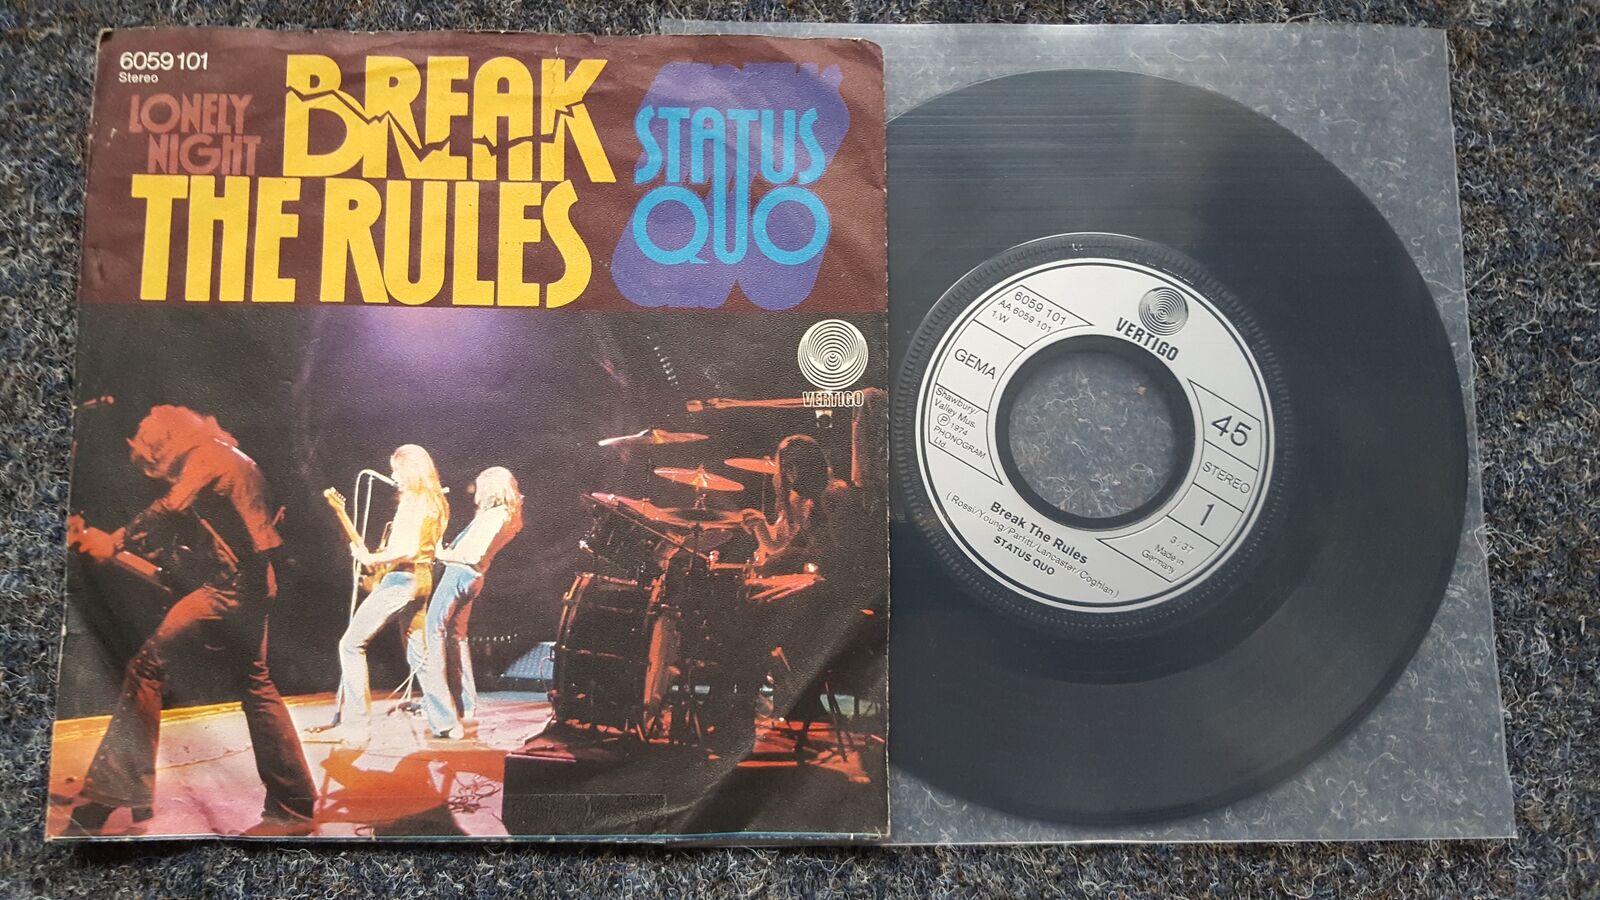 6059 101
Stereo
LONELY
NIGHT
BREAK
THE RULES
STATUS
QUO
VERTIGO
6059 101
AA 6059 101
1.W
GEMA
Shawbury/
Valley Mus.
Ⓟ 1974
PHONOGRAM
Ltd.
VERTIGO
45
STEREO
1
3:37
Made in
Germany
Break The Rules
(Rossi/Young/Parfitt/Lancaster/Coghlan)
STATUS QUO